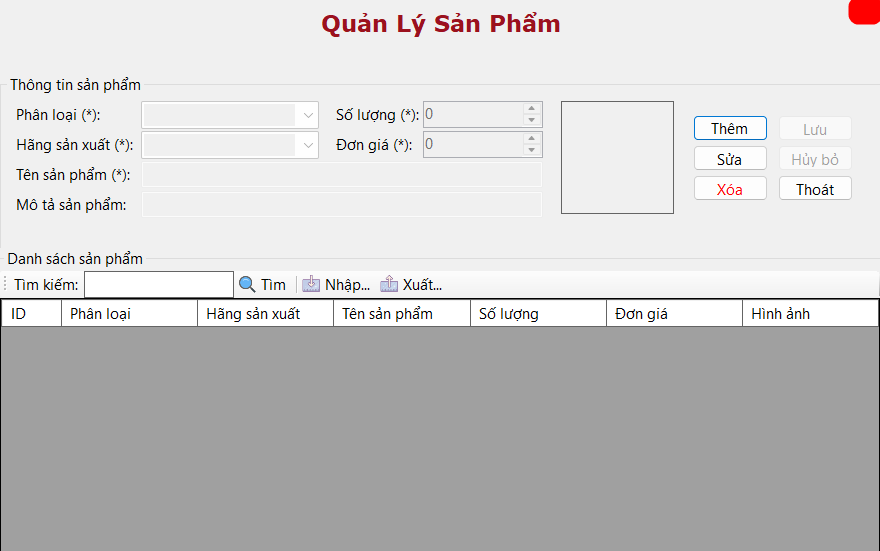 Quản Lý Sản Phẩm
Thông tin sản phẩm
Phân loại (*):
Số lượng (*): 0
Thêm
Lưu
Hãng sản xuất (*):
Đơn giá (*): 0
Sửa
Hủy bỏ
Tên sản phẩm (*):
Xóa
Thoát
Mô tả sản phẩm:
Danh sách sản phẩm
Tìm kiếm: Tìm Nhập... Xuất...
ID Phân loại Hãng sản xuất Tên sản phẩm Số lượng Đơn giá Hình ảnh